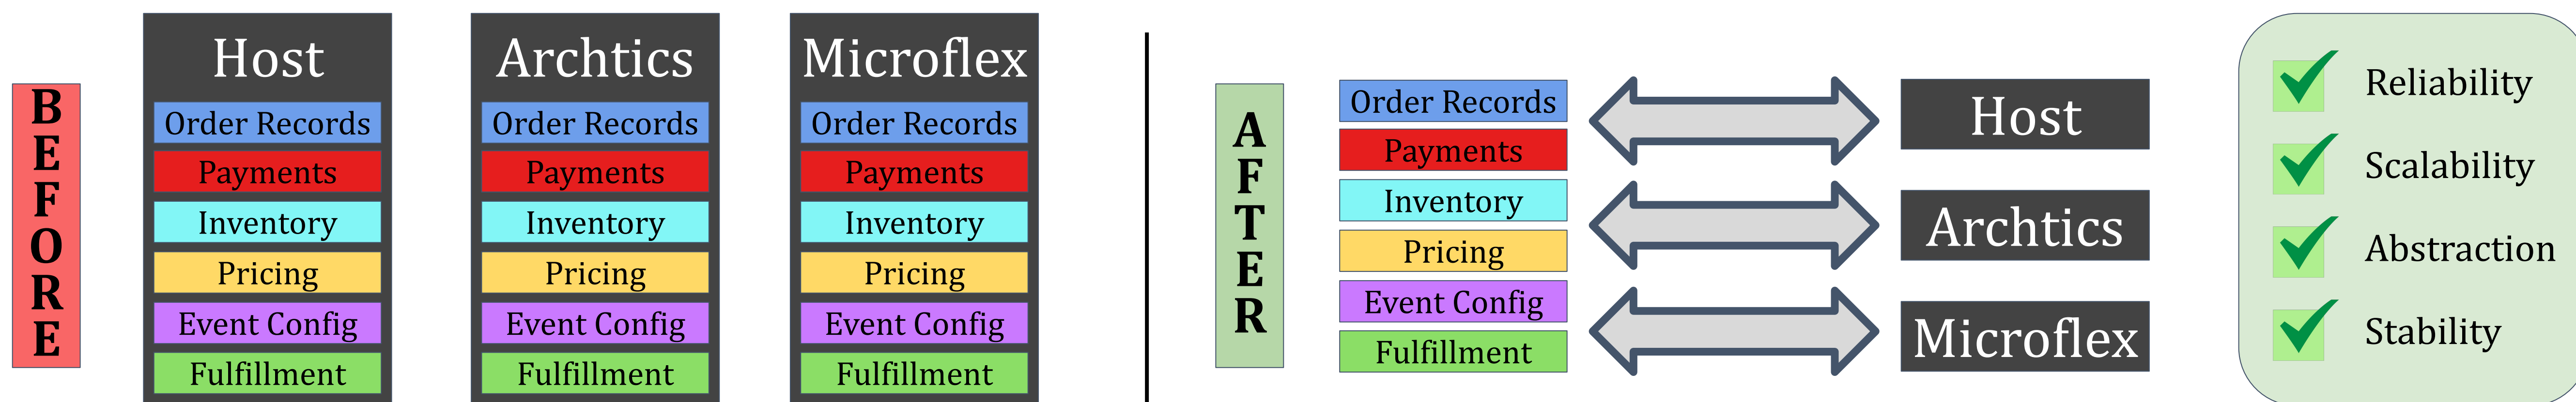 BEFORE
Host
Order Records
Payments
Inventory
Pricing
Event Config
Fulfillment
Archtics
Order Records
Payments
Inventory
Pricing
Event Config
Fulfillment
Microflex
Order Records
Payments
Inventory
Pricing
Event Config
Fulfillment
AFTER
Order Records
Payments
Inventory
Pricing
Event Config
Fulfillment
Host
Archtics
Microflex
Reliability
Scalability
Abstraction
Stability